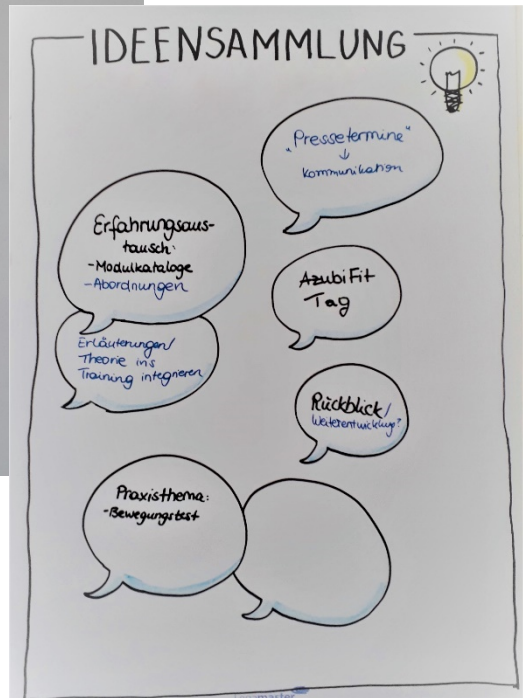 IDEENSAMMLUNG
„Pressetermine"
↓
Kommunikation
Erfahrungsaus-
tausch:
-Modulkataloge
-Abordnungen
AzubiFit
Tag
Erläuterungen/
Theorie ins
Training integrieren
Rückblick/
Weiterentwicklung?
Praxisthema:
-Bewegungstest